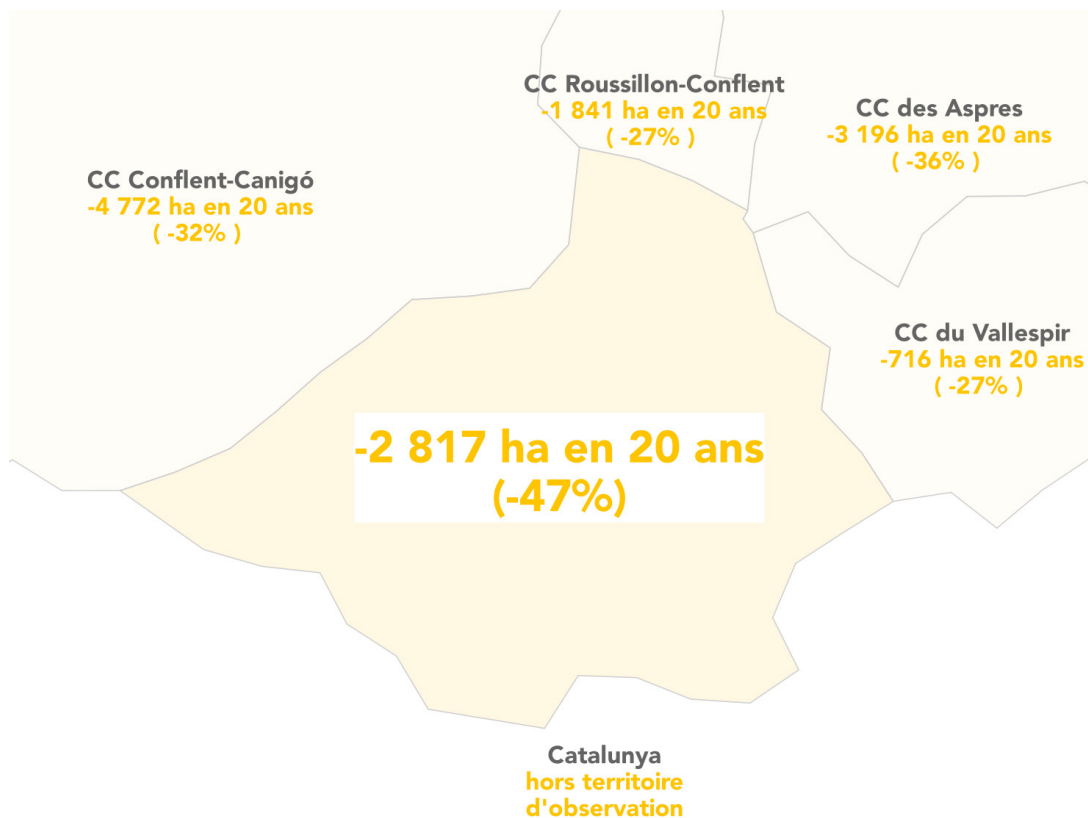 CC Roussillon-Conflent
-1 841 ha en 20 ans
( -27% )
CC des Aspres
-3 196 ha en 20 ans
( -36% )
CC Conflent-Canigó
-4 772 ha en 20 ans
( -32% )
CC du Vallespir
-716 ha en 20 ans
( -27% )
-2 817 ha en 20 ans
(-47%)
Catalunya
hors territoire
d'observation